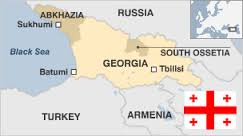 RUSSIA
ABKHAZIA
Sukhumi
Black Sea
SOUTH OSSETIA
GEORGIA
Batumi
Tbilisi
TURKEY
ARMENIA